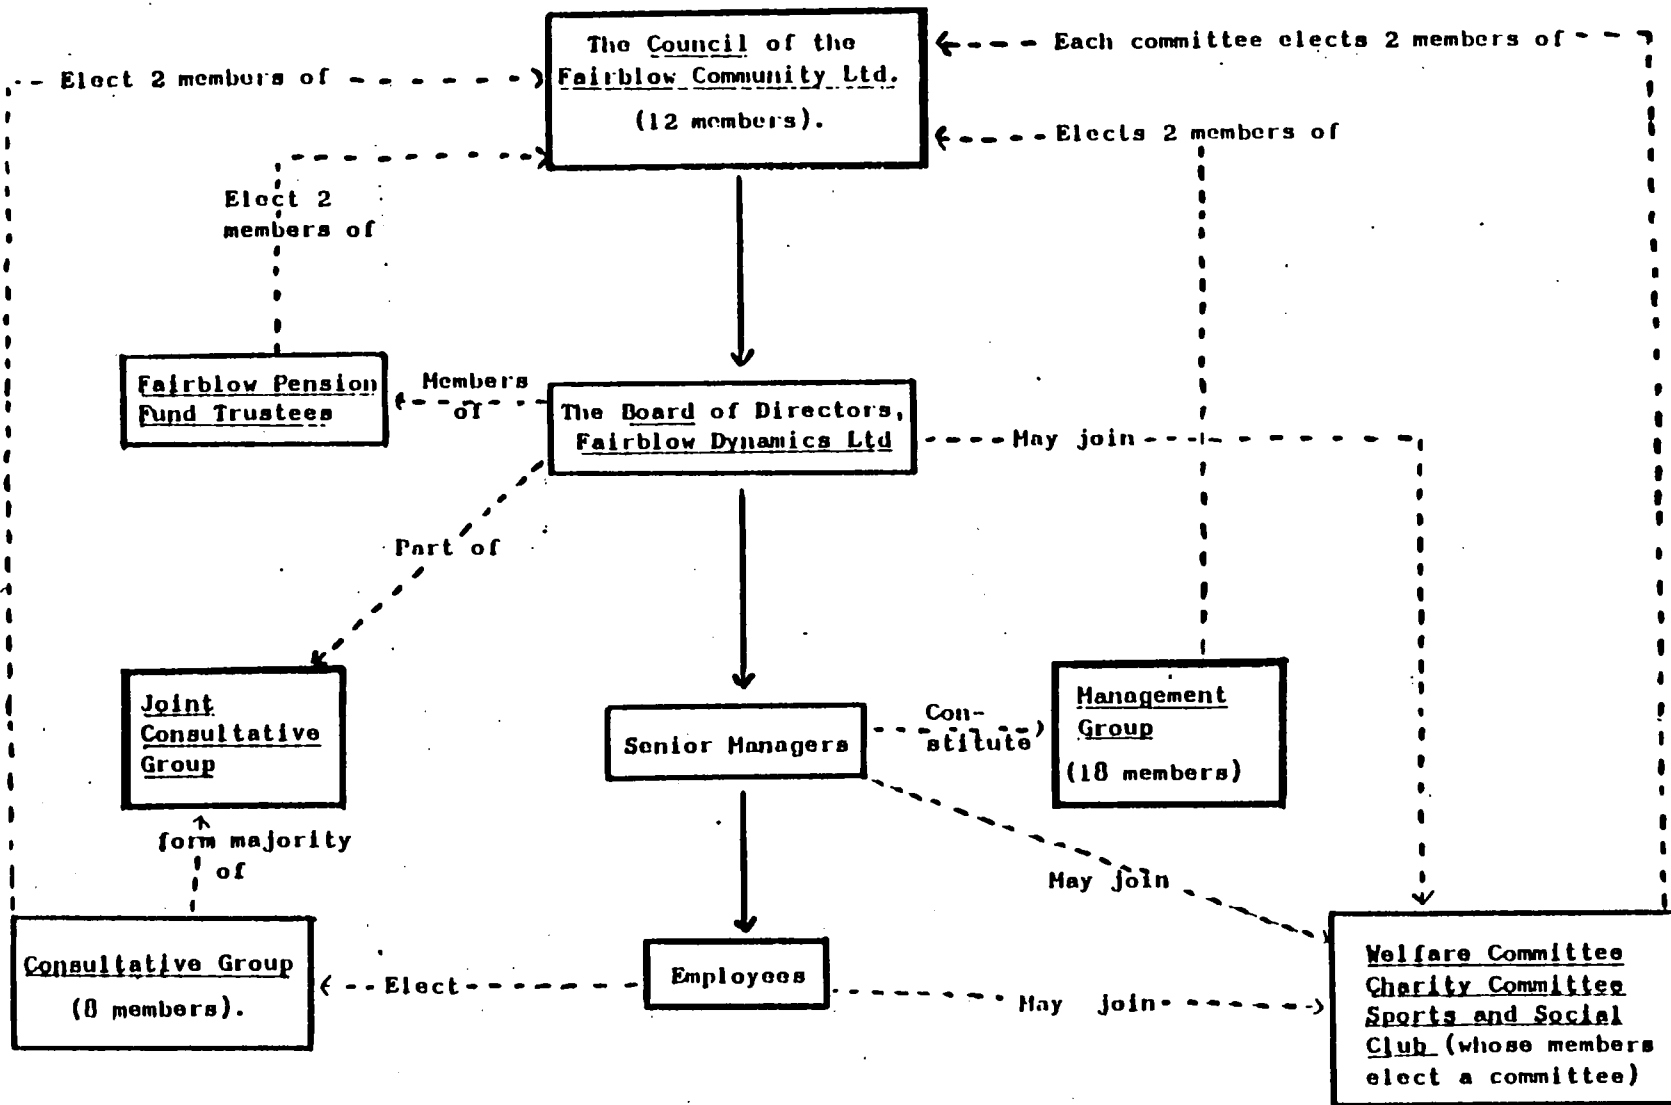 The Council of the
Fairblow Community Ltd.
(12 members).
Each committee elects 2 members of
Elect 2 members of
Elects 2 members of
Elect 2
members of
Fairblow Pension
Fund Trustees
Members
of
The Board of Directors,
Fairblow Dynamics Ltd
May join
Part of
Joint
Consultative
Group
Senior Managers
Con-
stitute
Management
Group
(18 members)
form majority
of
May join
Consultative Group
(8 members).
Elect
Employees
May join
Welfare Committee
Charity Committee
Sports and Social
Club (whose members
elect a committee)